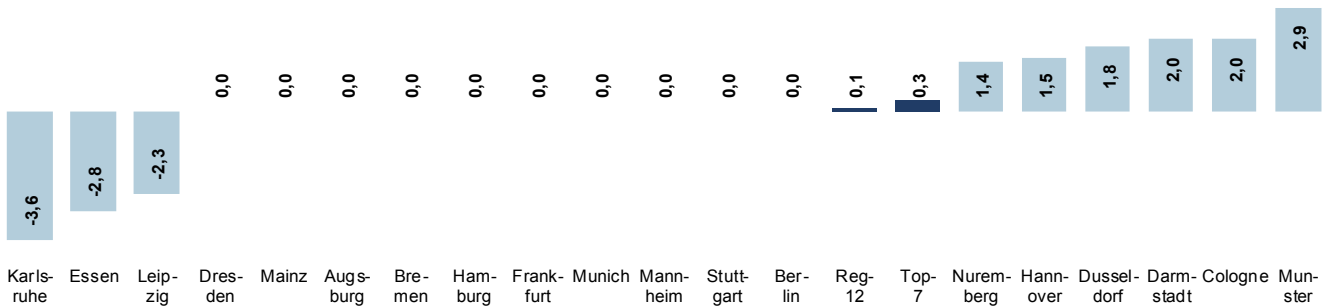 -3,6
-2,8
-2,3
0,0
0,0
0,0
0,0
0,0
0,0
0,0
0,0
0,0
0,0
0,1
0,3
1,4
1,5
1,8
2,0
2,0
2,9
Karls-
ruhe
Essen
Leip-
zig
Dres-
den
Mainz
Augs-
burg
Bre-
men
Ham-
burg
Frank-
furt
Munich
Mann-
heim
Stutt-
gart
Ber-
lin
Reg-
12
Top-
7
Nurem-
berg
Hann-
over
Dussel-
dorf
Darm-
stadt
Cologne
Mun-
ster